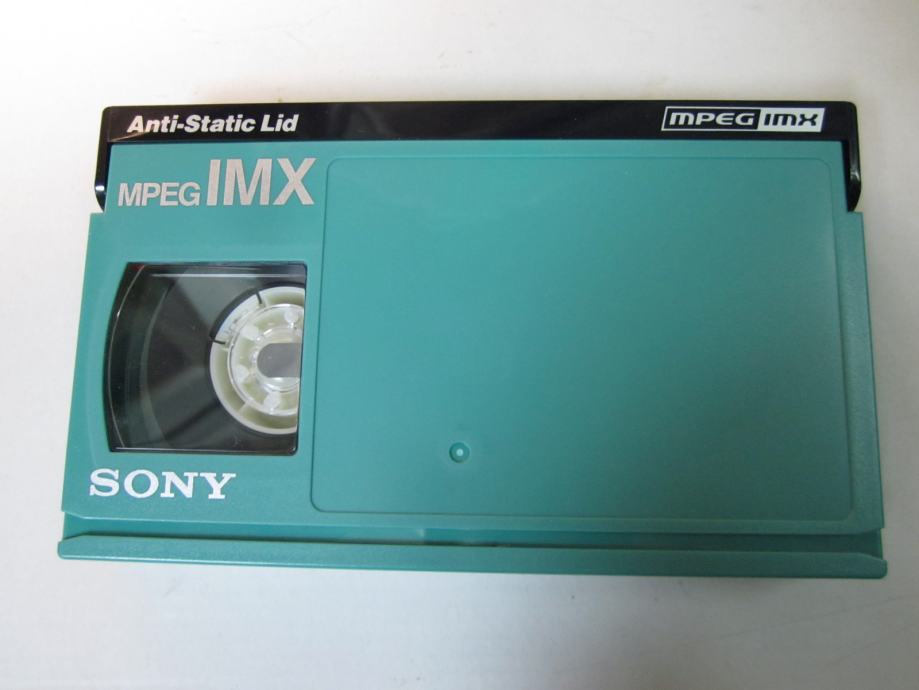 Anti-Static Lid
MPEG IMX
MPEG IMX
SONY